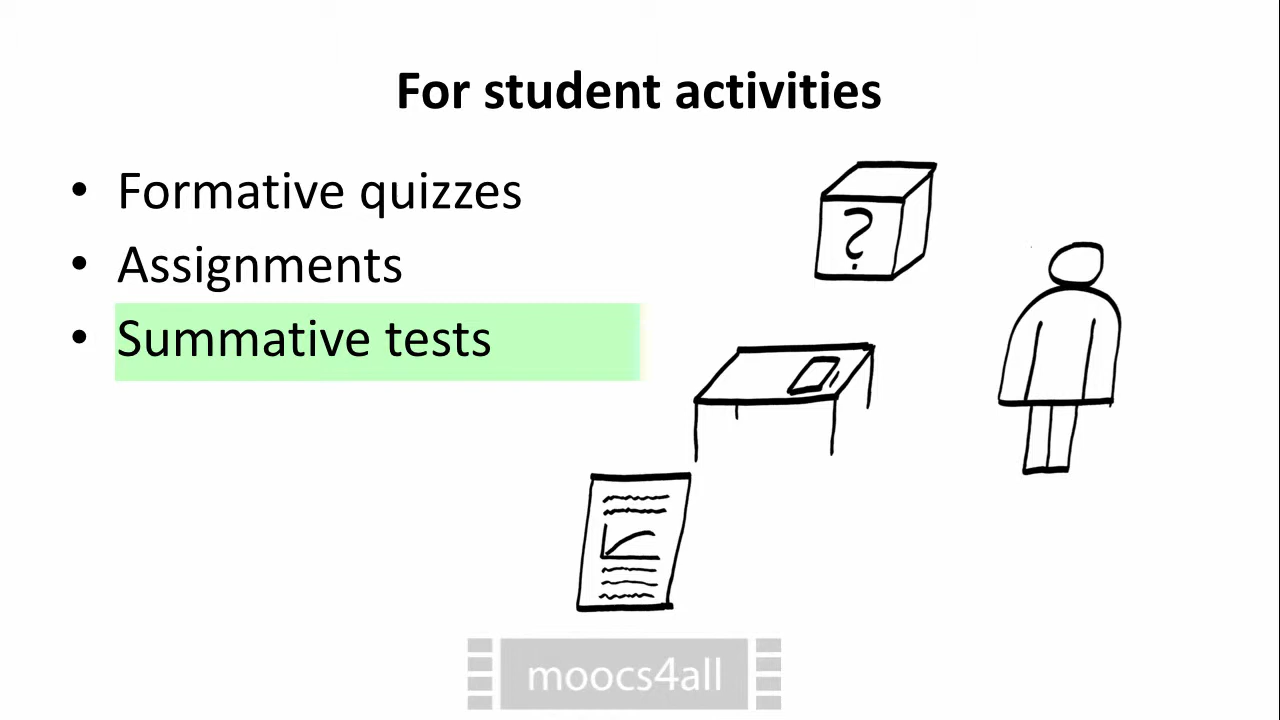 For student activities
• Formative quizzes
• Assignments
• Summative tests
?
moocs4all